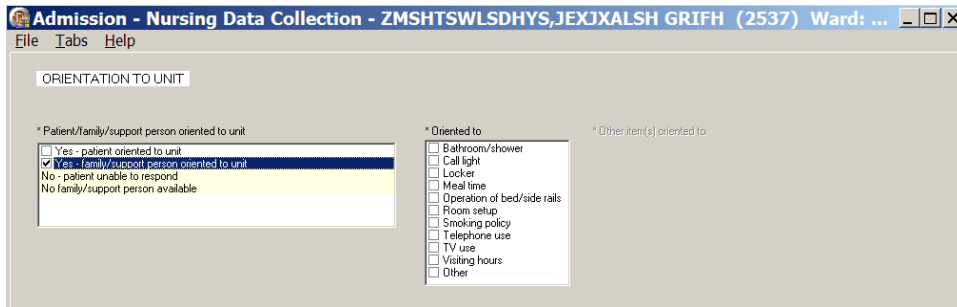 Admission - Nursing Data Collection - ZMSHTSWLSDHYS,JEXJXALSH GRIFH (2537) Ward: ...
File Tabs Help
ORIENTATION TO UNIT
* Patient/family/support person oriented to unit
Yes - patient oriented to unit
Yes - family/support person oriented to unit
No - patient unable to respond
No family/support person available
* Oriented to
Bathroom/shower
Call light
Locker
Meal time
Operation of bed/side rails
Room setup
Smoking policy
Telephone use
TV use
Visiting hours
Other
* Other item(s) oriented to